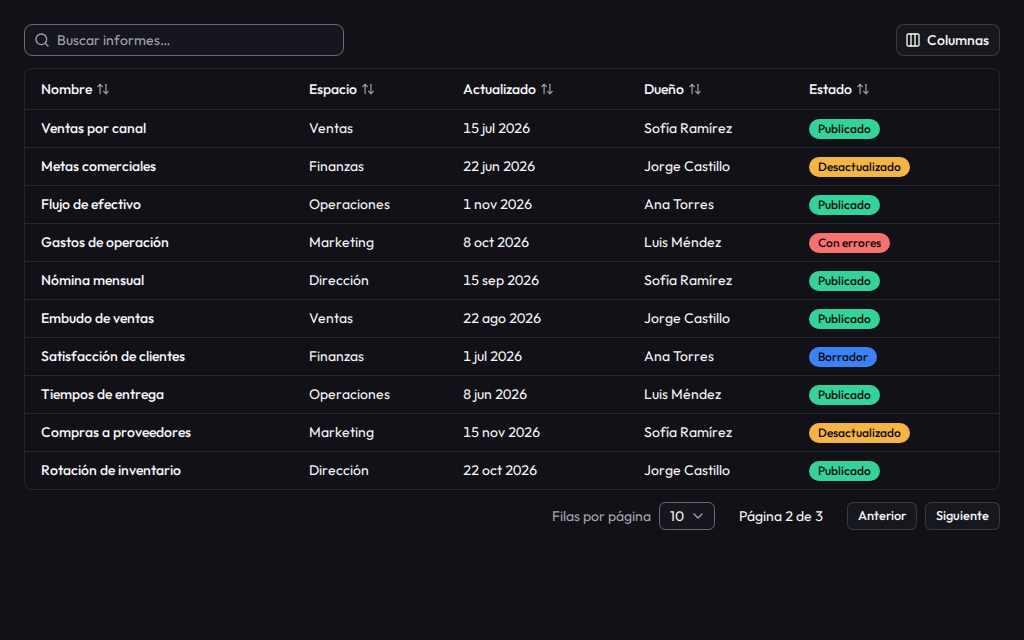 Buscar informes…
Columnas
Nombre Espacio Actualizado Dueño Estado
Ventas por canal Ventas 15 jul 2026 Sofía Ramírez Publicado
Metas comerciales Finanzas 22 jun 2026 Jorge Castillo Desactualizado
Flujo de efectivo Operaciones 1 nov 2026 Ana Torres Publicado
Gastos de operación Marketing 8 oct 2026 Luis Méndez Con errores
Nómina mensual Dirección 15 sep 2026 Sofía Ramírez Publicado
Embudo de ventas Ventas 22 ago 2026 Jorge Castillo Publicado
Satisfacción de clientes Finanzas 1 jul 2026 Ana Torres Borrador
Tiempos de entrega Operaciones 8 jun 2026 Luis Méndez Publicado
Compras a proveedores Marketing 15 nov 2026 Sofía Ramírez Desactualizado
Rotación de inventario Dirección 22 oct 2026 Jorge Castillo Publicado
Filas por página 10 Página 2 de 3 Anterior Siguiente